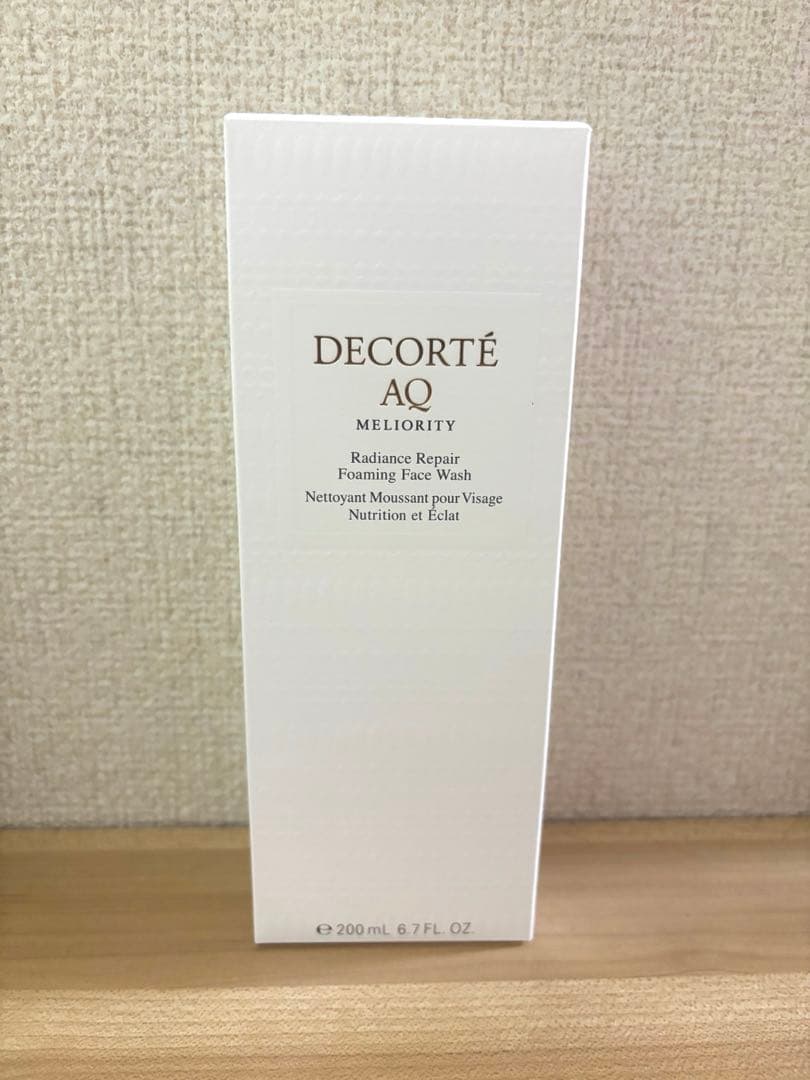 DECORTÉ
AQ
MELIORITY
Radiance Repair
Foaming Face Wash
Nettoyant Moussant pour Visage
Nutrition et Éclat
℮ 200 mL 6.7 FL. OZ.